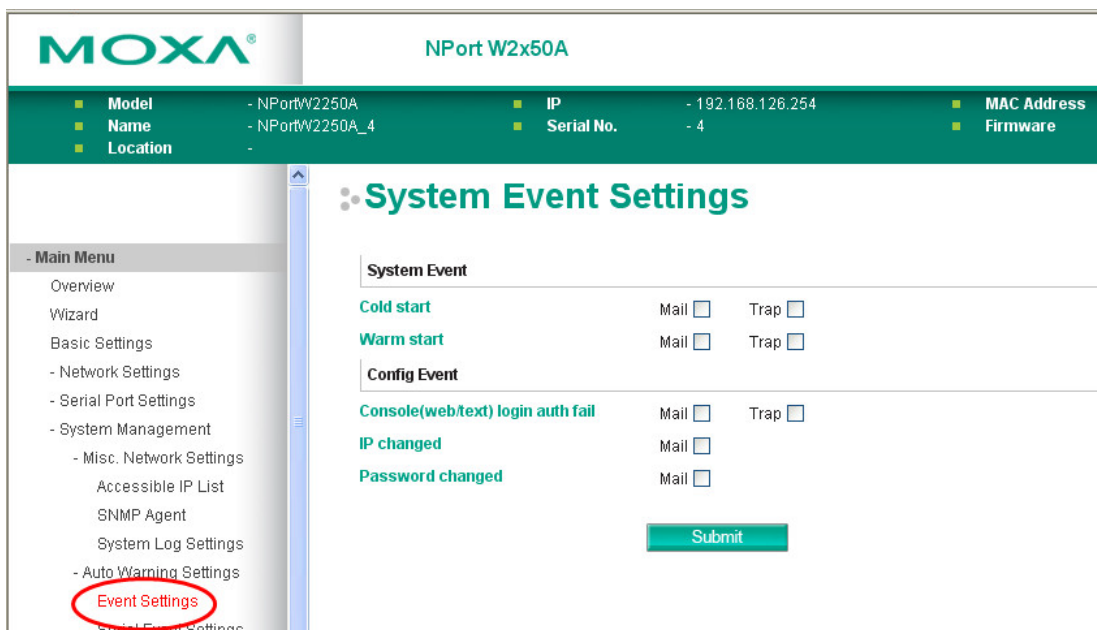 MOXA®
NPort W2x50A
Model - NPortW2250A
Name - NPortW2250A_4
Location -
IP - 192.168.126.254
Serial No. - 4
MAC Address
Firmware
System Event Settings
- Main Menu
Overview
Wizard
Basic Settings
- Network Settings
- Serial Port Settings
- System Management
- Misc. Network Settings
Accessible IP List
SNMP Agent
System Log Settings
- Auto Warning Settings
Event Settings
Serial Event Settings
System Event
Cold start Mail Trap
Warm start Mail Trap
Config Event
Console(web/text) login auth fail Mail Trap
IP changed Mail
Password changed Mail
Submit